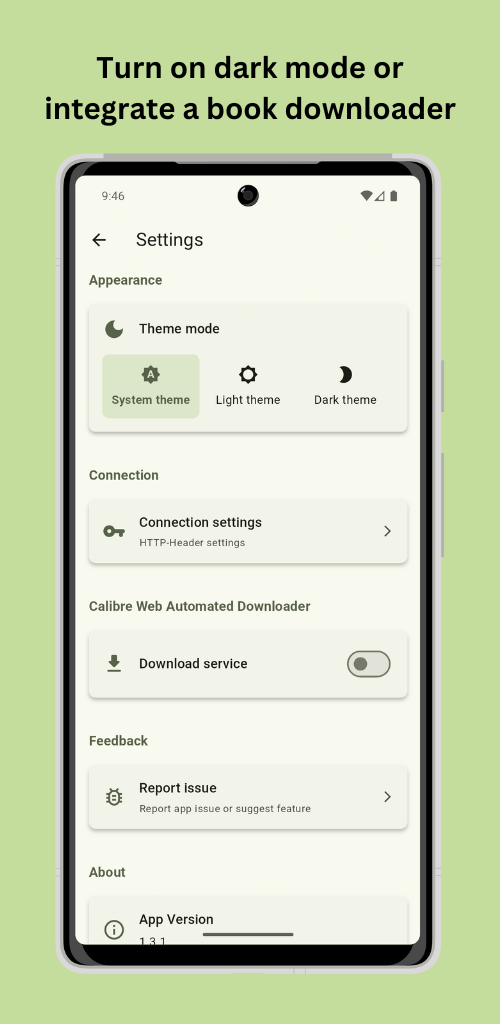 Turn on dark mode or
integrate a book downloader
9:46
Settings
Appearance
Theme mode
A
System theme
Light theme
Dark theme
Connection
Connection settings
HTTP-Header settings
Calibre Web Automated Downloader
Download service
Feedback
Report issue
Report app issue or suggest feature
About
App Version
1.3.1